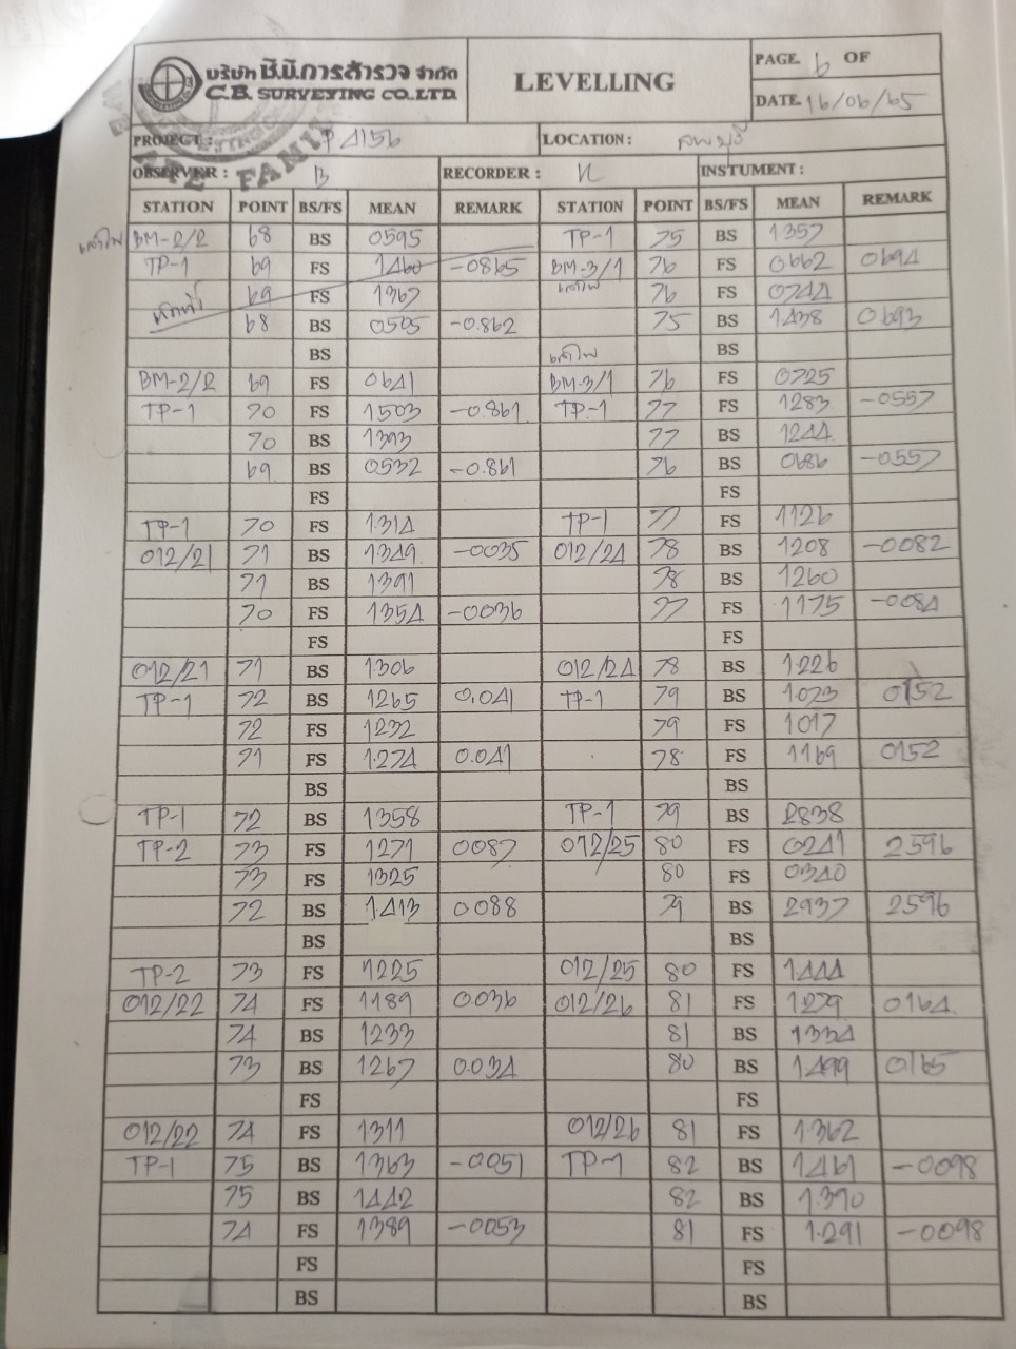 บริษัท ซี.บี.การสำรวจ จำกัด
C.B. SURVEYING CO.,LTD.
LEVELLING
PAGE. 6 OF
DATE. 16/06/65
PROJECT : P4156
LOCATION :
OBSERVER : B RECORDER : INSTUMENT :
STATION POINT BS/FS MEAN REMARK STATION POINT BS/FS MEAN REMARK
BM-2/2 68 BS 0595 TP-1 75 BS 1357
TP-1 69 FS 1460 -0865 BM-3/1 76 FS 0662 0694
69 FS 1367 76 FS 0744
68 BS 0505 -0.862 75 BS 1438 0693
BS BS
BM-2/2 69 FS 0641 BM-3/1 76 FS 0725
TP-1 70 FS 1503 -0.861 TP-1 77 FS 1283 -0557
70 BS 1393 77 BS 1244
69 BS 0532 -0.861 76 BS 0686 -0557
FS FS
TP-1 70 FS 1314 TP-1 77 FS 1126
012/21 71 BS 1349 -0035 012/24 78 BS 1208 -0082
71 BS 1391 78 BS 1260
70 FS 1354 -0036 77 FS 1175 -0084
FS FS
012/21 71 BS 1306 012/24 78 BS 1226
TP-1 72 BS 1265 0.041 TP-1 79 BS 1073 0152
72 FS 1232 79 FS 1017
71 FS 1.274 0.041 78 FS 1169 0152
BS BS
TP-1 72 BS 1358 TP-1 79 BS 2838
TP-2 73 FS 1271 0087 012/25 80 FS 0241 2596
73 FS 1325 80 FS 0340
72 BS 1413 0088 79 BS 2937 2596
BS BS
TP-2 73 FS 1225 012/25 80 FS 1444
012/22 74 FS 1189 0036 012/26 81 FS 1279 0164
74 BS 1233 81 BS 1334
73 BS 1267 0.034 80 BS 1499 0165
FS FS
012/22 74 FS 1311 012/26 81 FS 1362
TP-1 75 BS 1363 -0051 TP-1 82 BS 1461 -0098
75 BS 1442 82 BS 1.390
74 FS 1389 -0053 81 FS 1.291 -0098
FS FS
BS BS